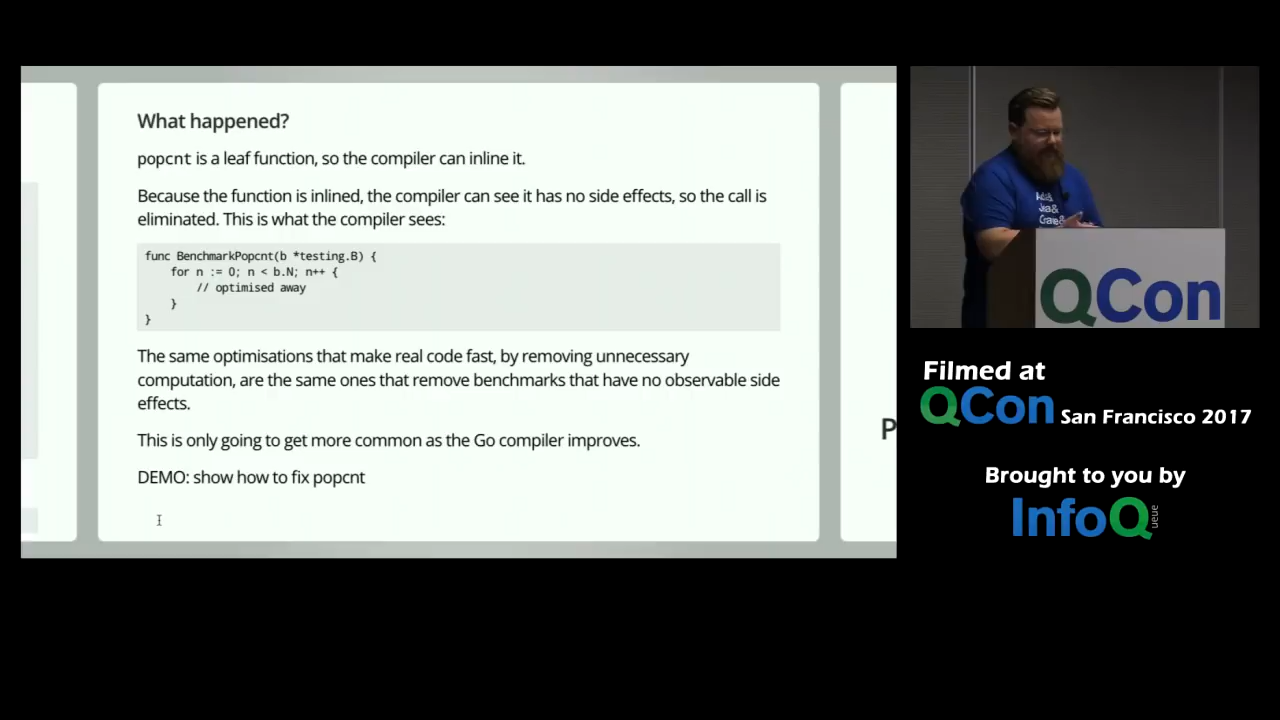 What happened?
popcnt is a leaf function, so the compiler can inline it.
Because the function is inlined, the compiler can see it has no side effects, so the call is
eliminated. This is what the compiler sees:
func BenchmarkPopcnt(b *testing.B) {
    for n := 0; n < b.N; n++ {
        // optimised away
    }
}
The same optimisations that make real code fast, by removing unnecessary
computation, are the same ones that remove benchmarks that have no observable side
effects.
This is only going to get more common as the Go compiler improves.
DEMO: show how to fix popcnt
P
QCon
Filmed at
QCon San Francisco 2017
Brought to you by
InfoQ
ueue